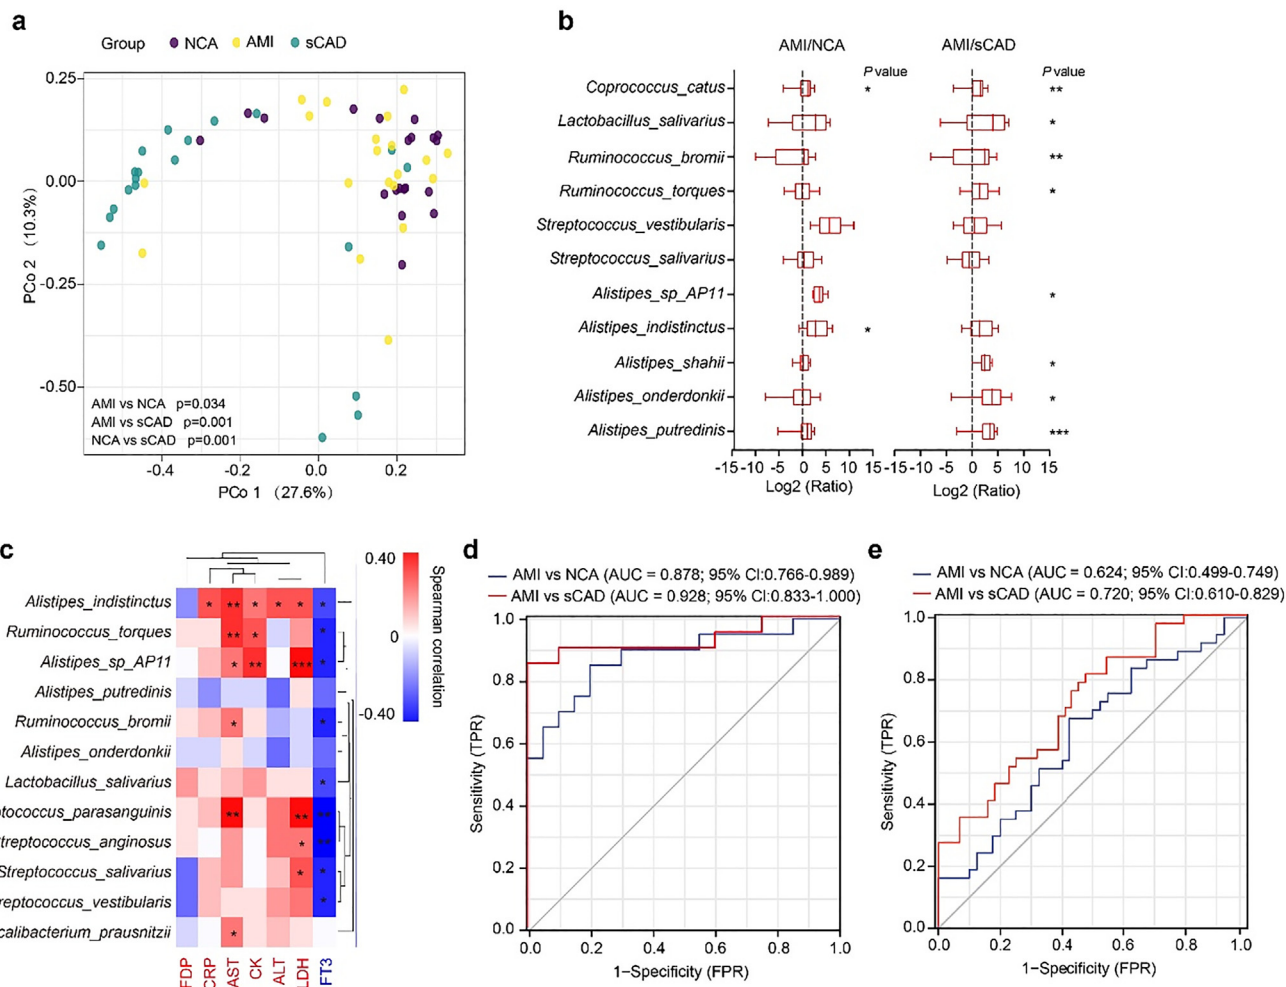 a
Group NCA AMI sCAD
0.25
0.00
-0.25
-0.50
PCo 2 (10.3%)
AMI vs NCA p=0.034
AMI vs sCAD p=0.001
NCA vs sCAD p=0.001
-0.4 -0.2 0.0 0.2
PCo 1 (27.6%)
b
AMI/NCA AMI/sCAD
P value P value
Coprococcus_catus * **
Lactobacillus_salivarius *
Ruminococcus_bromii **
Ruminococcus_torques *
Streptococcus_vestibularis
Streptococcus_salivarius
Alistipes_sp_AP11 *
Alistipes_indistinctus *
Alistipes_shahii *
Alistipes_onderdonkii *
Alistipes_putredinis ***
-15 -10 -5 0 5 10 15 -15 -10 -5 0 5 10 15
Log2 (Ratio) Log2 (Ratio)
c
0.40
0
-0.40
Spearman correlation
Alistipes_indistinctus * ** * * * *
Ruminococcus_torques ** * *
Alistipes_sp_AP11 * ** *** *
Alistipes_putredinis
Ruminococcus_bromii * *
Alistipes_onderdonkii
Lactobacillus_salivarius *
tococcus_parasanguinis ** ** **
treptococcus_anginosus * **
Streptococcus_salivarius * *
reptococcus_vestibularis *
calibacterium_prausnitzii *
FDP CRP AST CK ALT LDH FT3
d
AMI vs NCA (AUC = 0.878; 95% CI:0.766-0.989)
AMI vs sCAD (AUC = 0.928; 95% CI:0.833-1.000)
1.0
0.8
0.6
0.4
0.2
0.0
Sensitivity (TPR)
0.0 0.2 0.4 0.6 0.8 1.0
1-Specificity (FPR)
e
AMI vs NCA (AUC = 0.624; 95% CI:0.499-0.749)
AMI vs sCAD (AUC = 0.720; 95% CI:0.610-0.829)
1.0
0.8
0.6
0.4
0.2
0.0
Sensitivity (TPR)
0.0 0.2 0.4 0.6 0.8 1.0
1-Specificity (FPR)